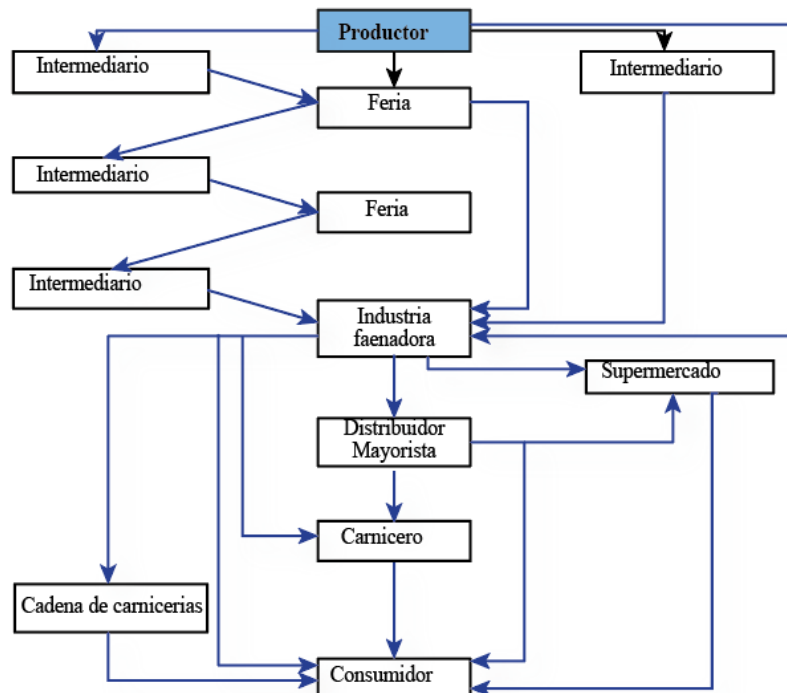 Productor
Intermediario
Intermediario
Feria
Intermediario
Feria
Intermediario
Industria
faenadora
Supermercado
Distribuidor
Mayorista
Carnicero
Cadena de carnicerias
Consumidor